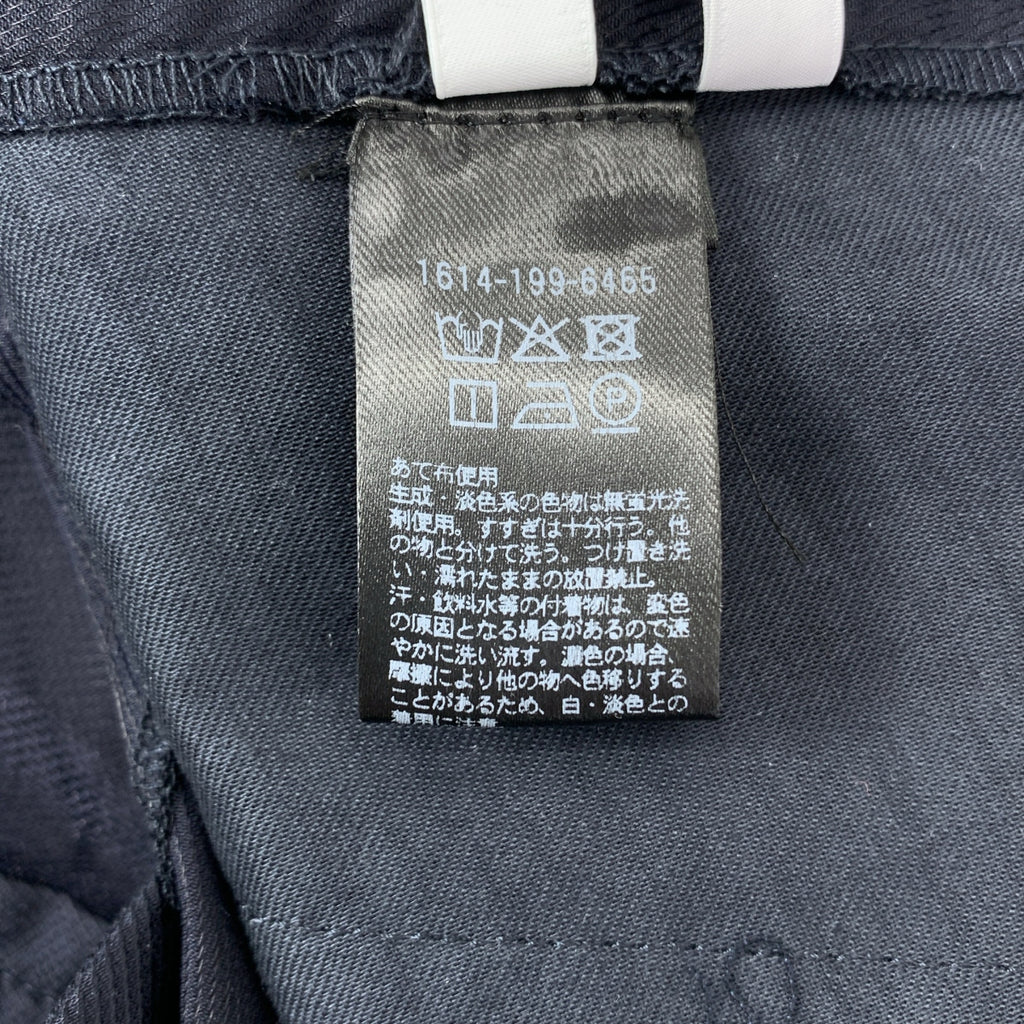 1614-199-6465
P
あて布使用
生成・淡色系の色物は無蛍光洗
剤使用。すすぎは十分行う。他
の物と分けて洗う。つけ置き洗
い・濡れたままの放置禁止。
汗・飲料水等の付着物は、変色
の原因となる場合があるので速
やかに洗い流す。濃色の場合、
摩擦により他の物へ色移りする
ことがあるため、白・淡色との
着用に注意